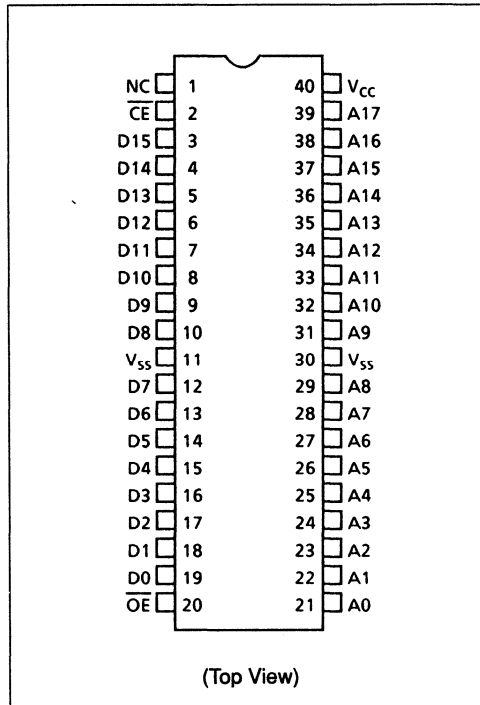 NC 1 40 V_CC
CE 2 39 A17
D15 3 38 A16
D14 4 37 A15
D13 5 36 A14
D12 6 35 A13
D11 7 34 A12
D10 8 33 A11
D9 9 32 A10
D8 10 31 A9
V_SS 11 30 V_SS
D7 12 29 A8
D6 13 28 A7
D5 14 27 A6
D4 15 26 A5
D3 16 25 A4
D2 17 24 A3
D1 18 23 A2
D0 19 22 A1
OE 20 21 A0
(Top View)